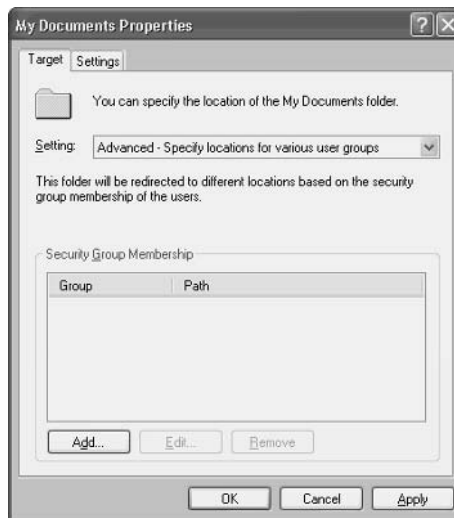 My Documents Properties
Target Settings
You can specify the location of the My Documents folder.
Setting: Advanced - Specify locations for various user groups
This folder will be redirected to different locations based on the security
group membership of the users.
Security Group Membership
Group Path
Add... Edit... Remove
OK Cancel Apply